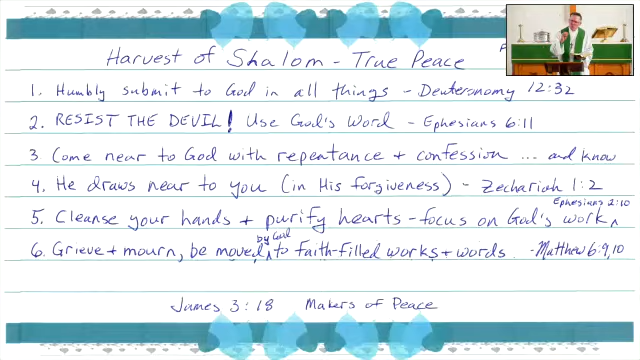 Harvest of Shalom - True Peace
1. Humbly submit to God in all things - Deuteronomy 12:32
2. RESIST THE DEVIL! Use God's Word - Ephesians 6:11
3. Come near to God with repentance + confession ... and know
4. He draws near to you (in His forgiveness) - Zechariah 1:2
Ephesians 2:10
5. Cleanse your hands + purify hearts - focus on God's work ^
by God
6. Grieve + mourn, be moved ^ to faith-filled works + words. - Matthew 6:9,10
James 3:18 Makers of Peace